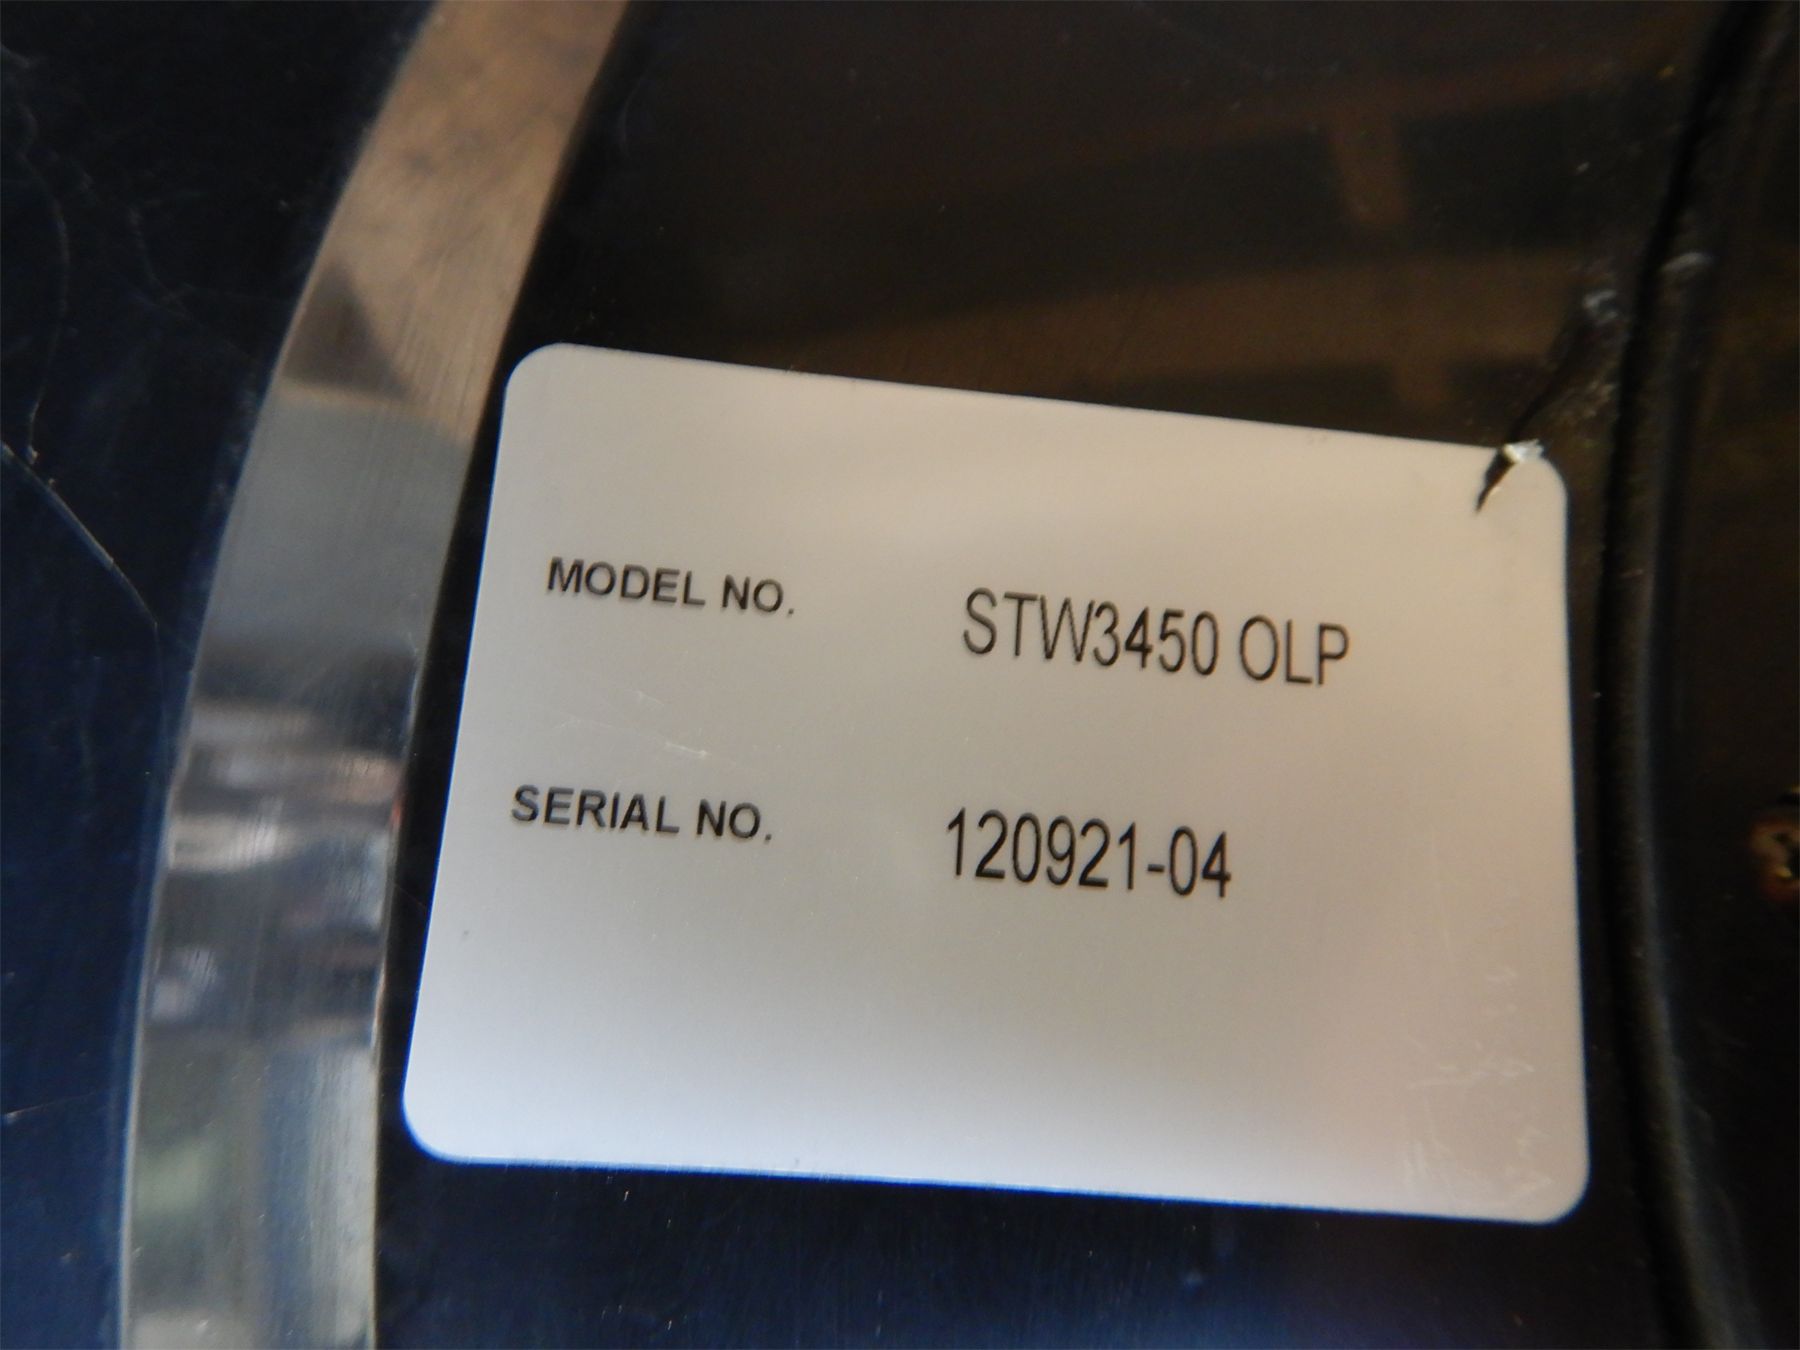 MODEL NO. STW3450 OLP
SERIAL NO. 120921-04